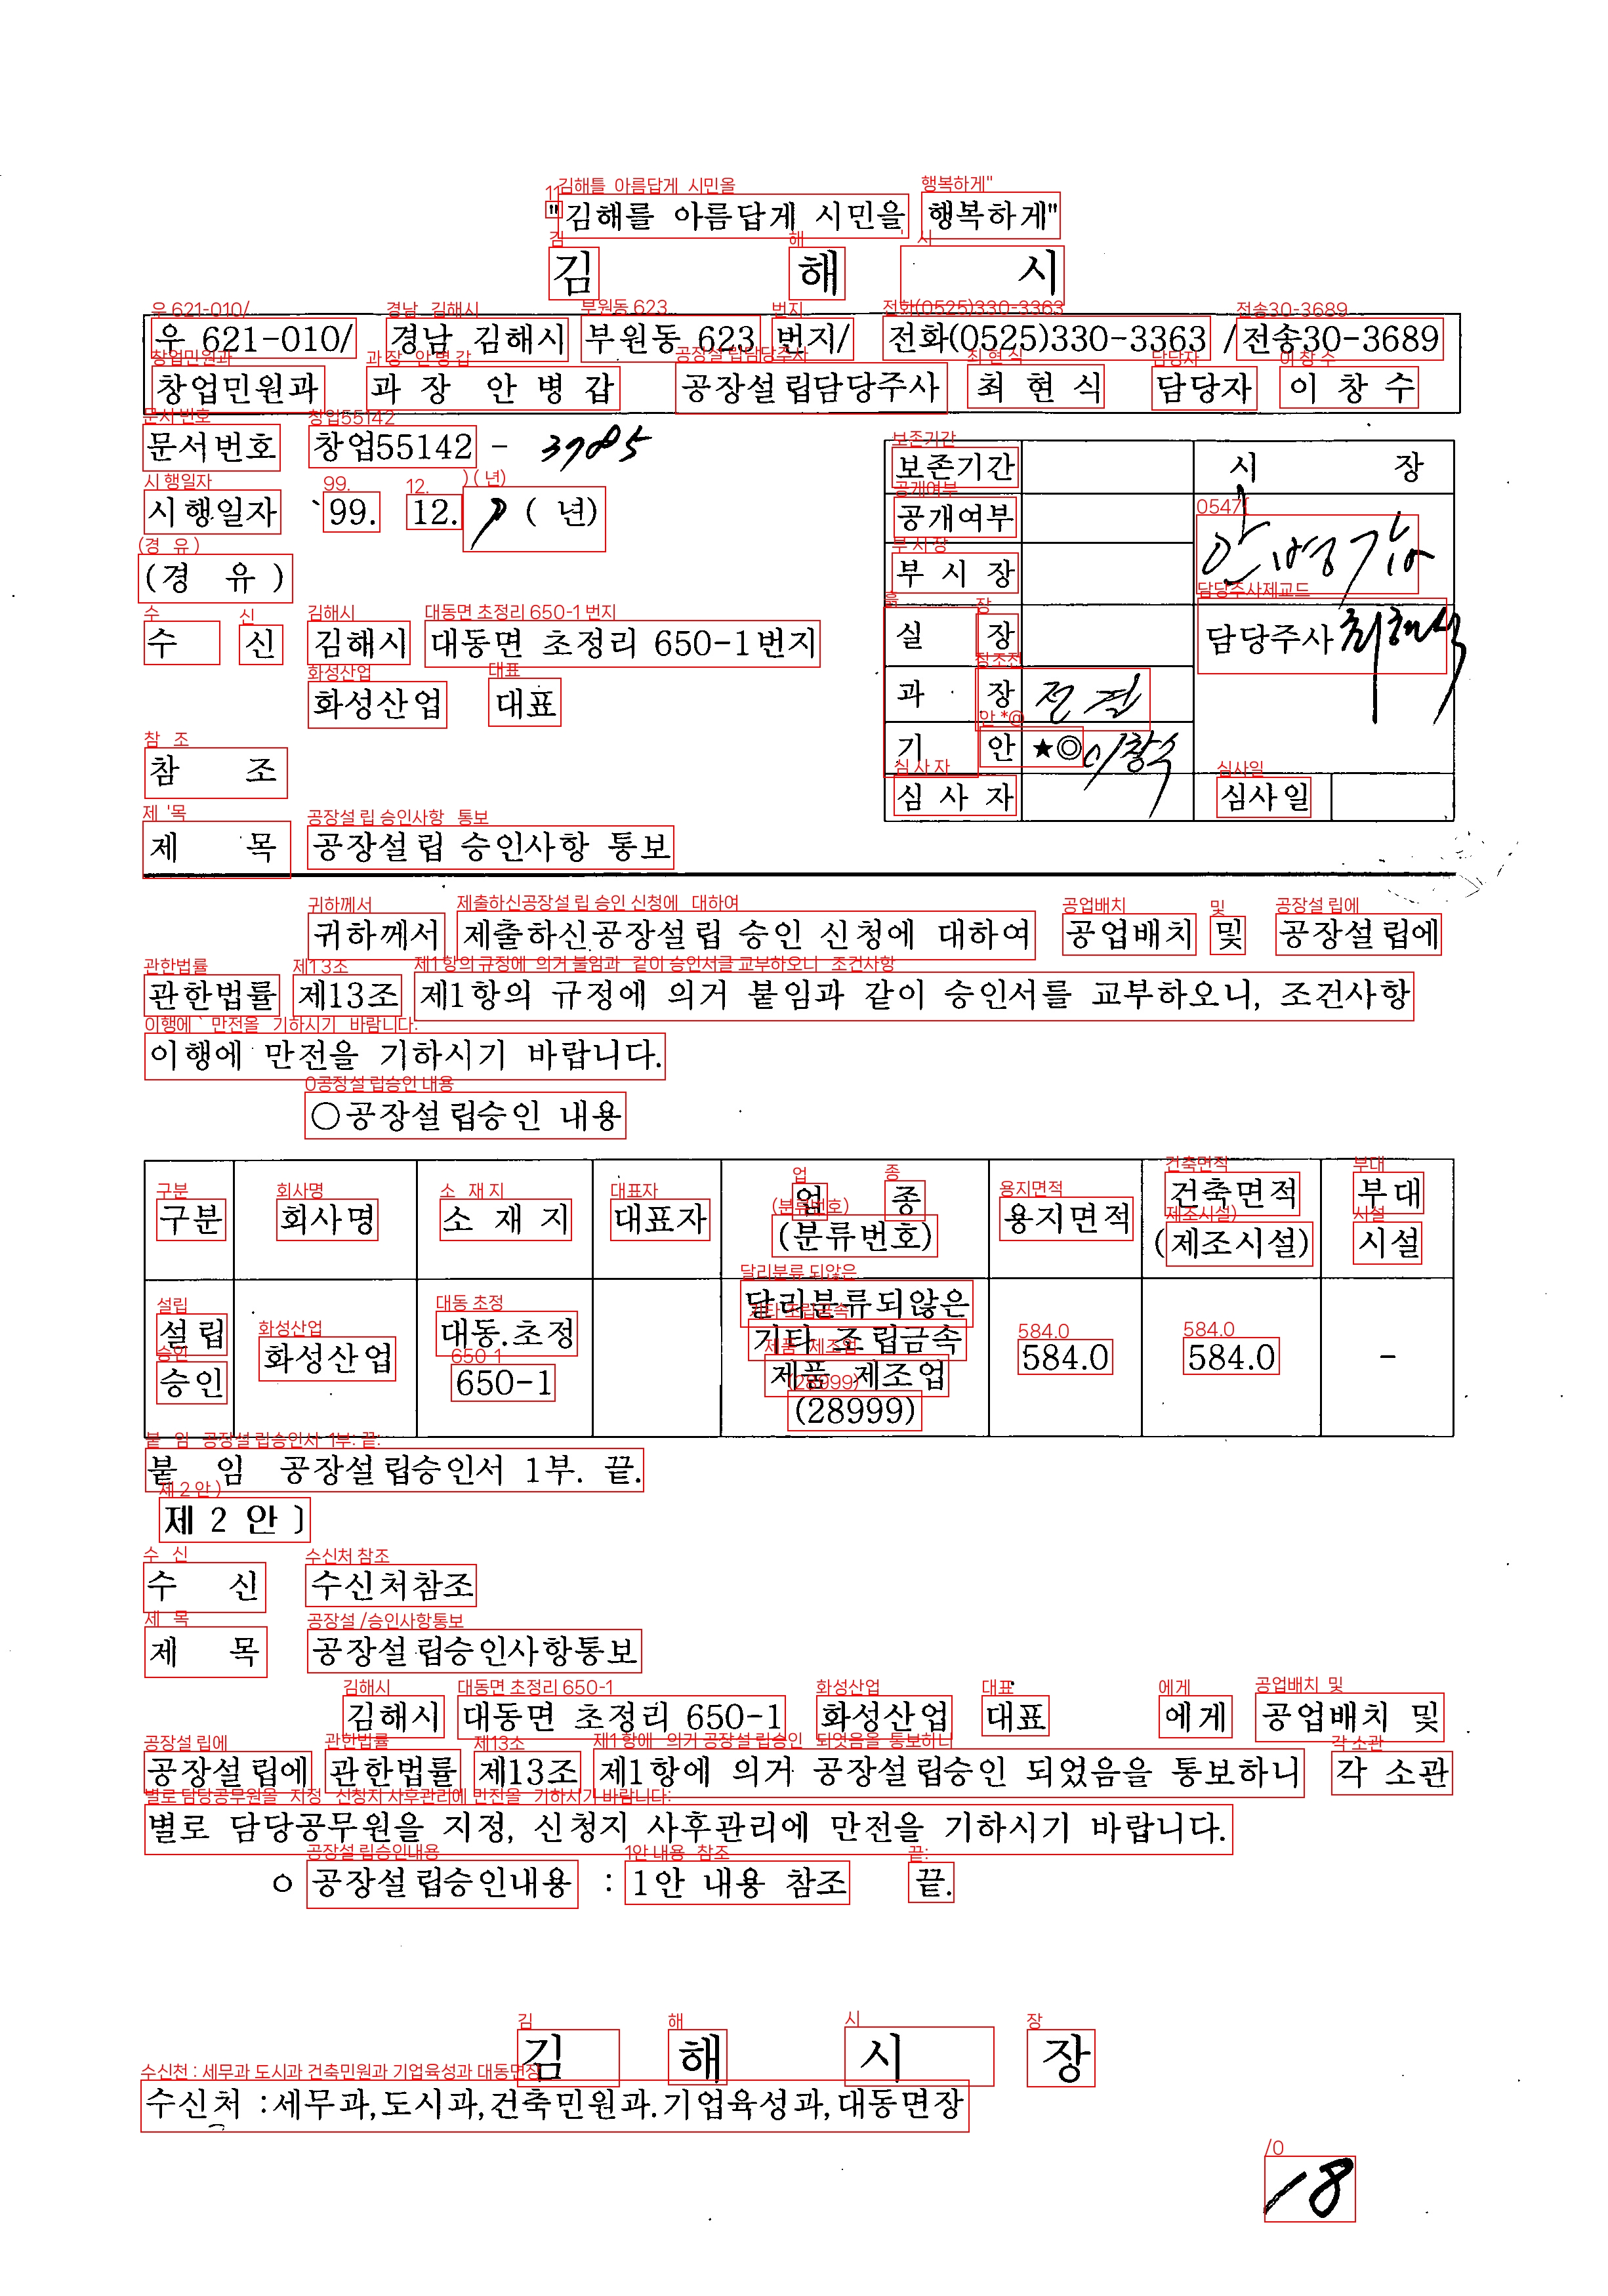 "김해를 아름답게 시민을 행복하게"
김 해 시
우 621-010/ 경남 김해시 부원동 623 번지/ 전화(0525)330-3363 /전송30-3689
창업민원과 과 장 안 병 갑 공장설립담당주사 최 현 식 담당자 이 창 수
문서번호 창업55142 - 3785
시행일자 '99. 12. (년)
(경 유)
수 신 김해시 대동면 초정리 650-1번지
화성산업 대표
참 조
제 목 공장설립 승인사항 통보
보존기간 시 장
공개여부
부 시 장
실 장 담당주사
과 장 전결
기 안 ★◎ 이창수
심 사 자 심사일
귀하께서 제출하신공장설립 승인 신청에 대하여 공업배치 및 공장설립에
관한법률 제13조 제1항의 규정에 의거 붙임과 같이 승인서를 교부하오니, 조건사항
이행에 만전을 기하시기 바랍니다.
○공장설립승인 내용
구분 회사명 소 재 지 대표자 업 종 (분류번호) 용지면적 건축면적 (제조시설) 부대 시설
설립 승인 화성산업 대동.초정 650-1 달리분류되않은 기타 조립금속 제품 제조업 (28999) 584.0 584.0 -
붙 임 공장설립승인서 1부. 끝.
제 2 안 〕
수 신 수신처참조
제 목 공장설립승인사항통보
김해시 대동면 초정리 650-1 화성산업 대표 에게 공업배치 및
공장설립에 관한법률 제13조 제1항에 의거 공장설립승인 되었음을 통보하니 각 소관
별로 담당공무원을 지정, 신청지 사후관리에 만전을 기하시기 바랍니다.
ㅇ 공장설립승인내용 : 1안 내용 참조 끝.
김 해 시 장
수신처 :세무과,도시과,건축민원과.기업육성과,대동면장
18